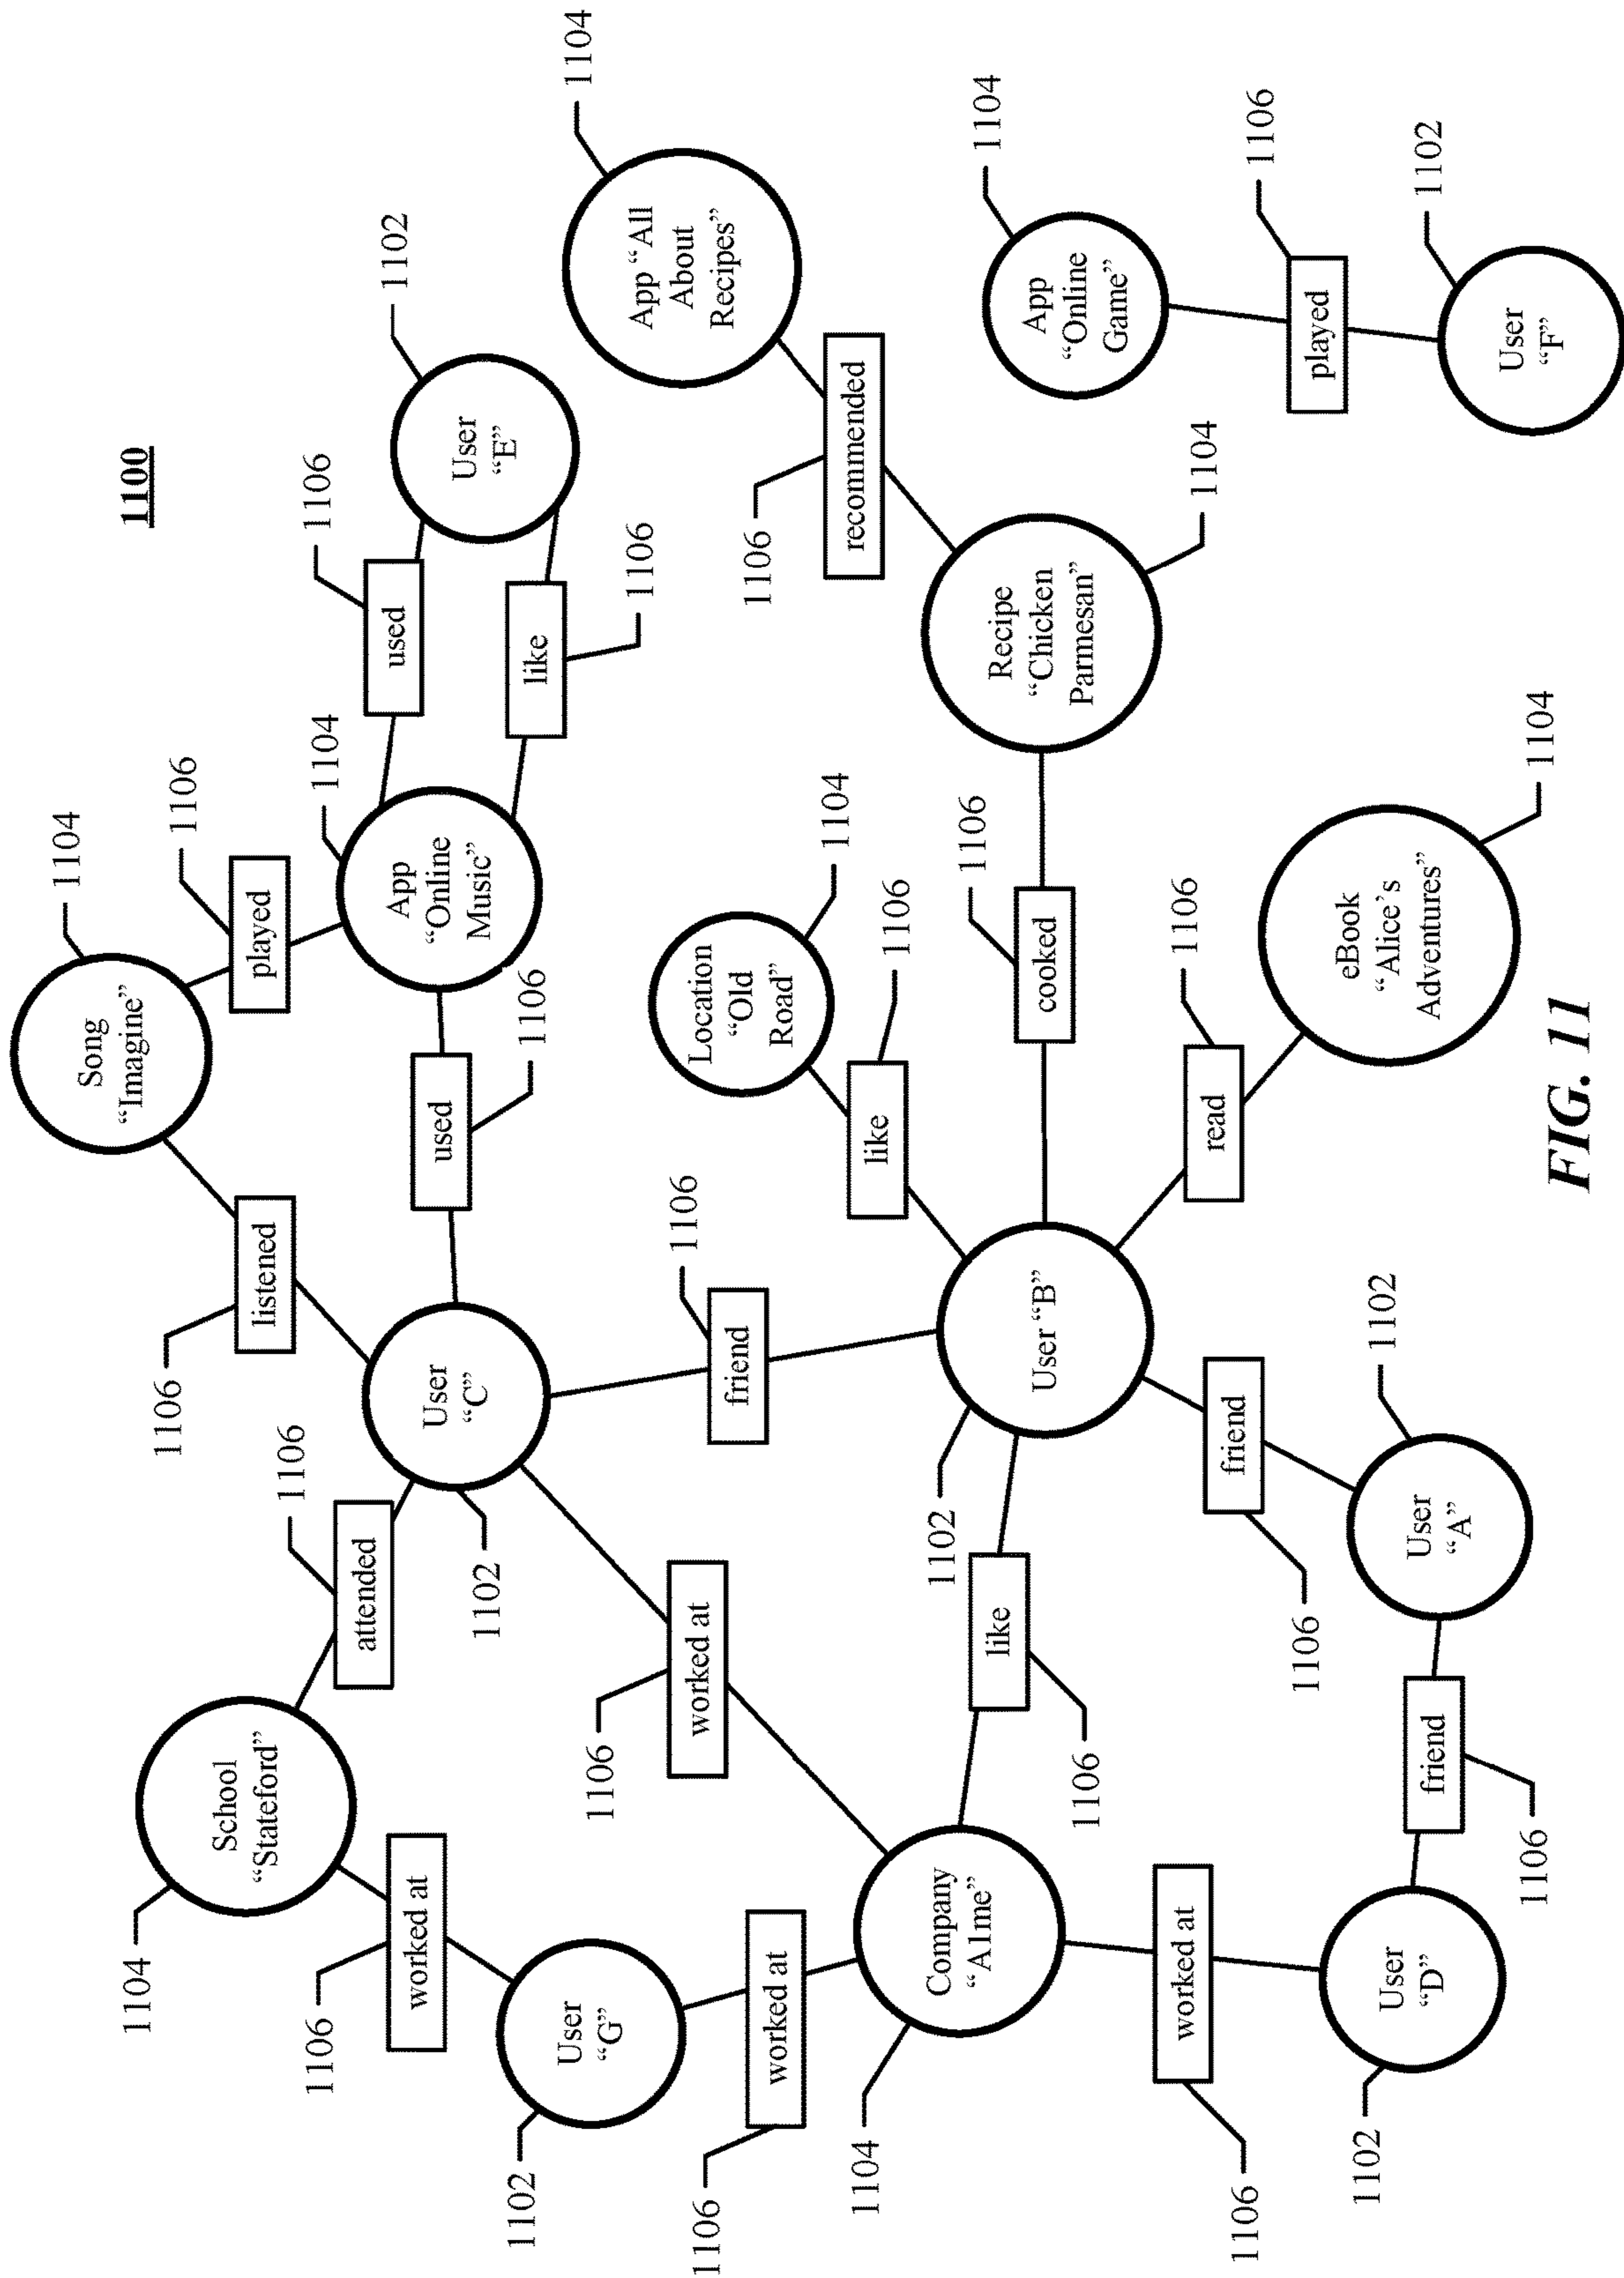 1100
Song
“Imagine”
1104
listened
1106
played
1106
School
“Stateford”
1104
attended
1106
worked at
1106
User
“C”
1102
used
1106
App
“Online
Music”
1104
used
1106
like
1106
User
“E”
1102
User
“G”
1102
worked at
1106
worked at
1106
friend
1106
Location
“Old
Road”
1104
like
1106
App “All
About
Recipes”
1104
recommended
1106
Company
“A1me”
1104
like
1106
User “B”
1102
cooked
1106
Recipe
“Chicken
Parmesan”
1104
App
“Online
Game”
1104
worked at
1106
friend
1106
read
1106
played
1106
User
“D”
1102
friend
1106
User
“A”
1102
eBook
“Alice’s
Adventures”
1104
User
“F”
1102
FIG. 11